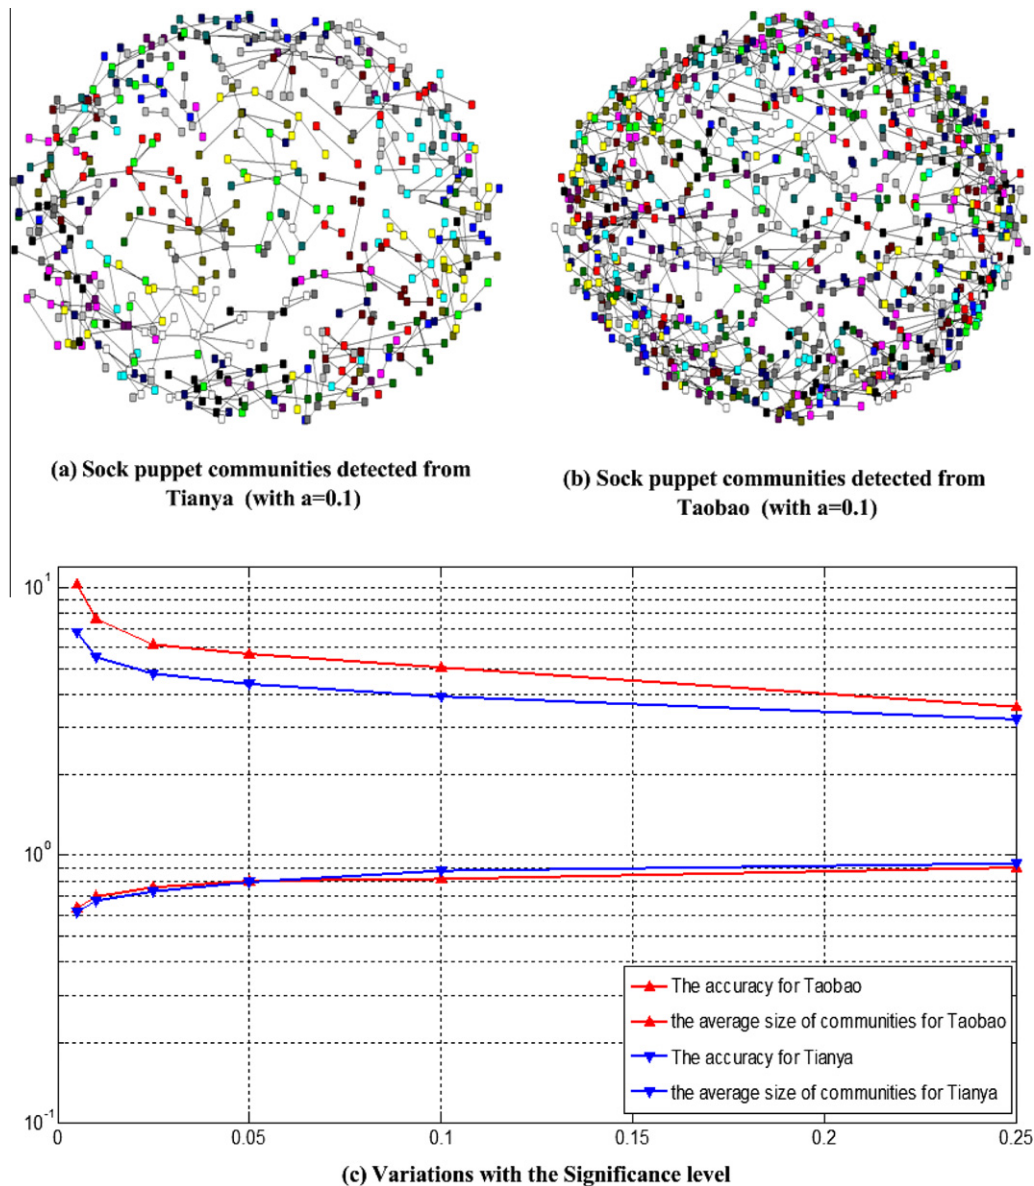 (a) Sock puppet communities detected from
Tianya (with a=0.1)
(b) Sock puppet communities detected from
Taobao (with a=0.1)
10^1
10^0
10^-1
0
0.05
0.1
0.15
0.2
0.25
The accuracy for Taobao
the average size of communities for Taobao
The accuracy for Tianya
the average size of communities for Tianya
(c) Variations with the Significance level